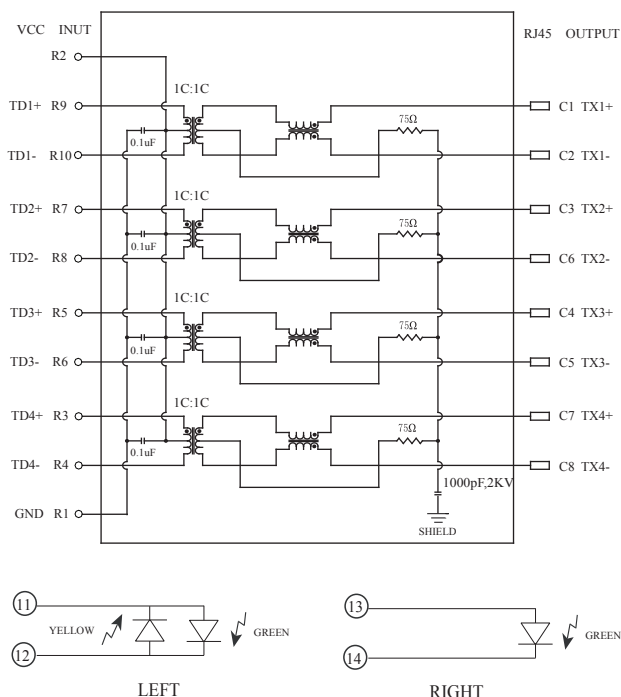 VCC INUT
RJ45 OUTPUT
R2
1C:1C
TD1+ R9
75Ω
C1 TX1+
0.1uF
TD1- R10
C2 TX1-
1C:1C
TD2+ R7
75Ω
C3 TX2+
0.1uF
TD2- R8
C6 TX2-
1C:1C
TD3+ R5
75Ω
C4 TX3+
0.1uF
TD3- R6
C5 TX3-
1C:1C
TD4+ R3
75Ω
C7 TX4+
0.1uF
TD4- R4
C8 TX4-
1000pF,2KV
GND R1
SHIELD
11
YELLOW
GREEN
12
LEFT
13
GREEN
14
RIGHT